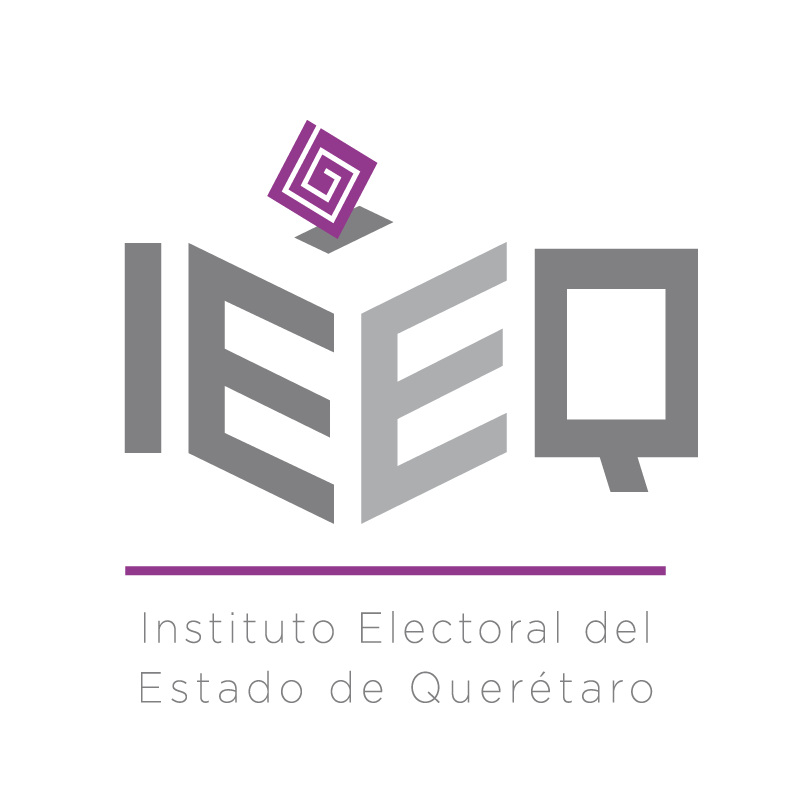 IEEQ
Instituto Electoral del
Estado de Querétaro